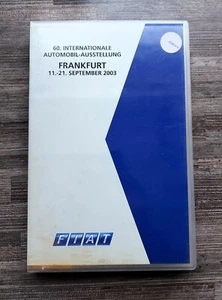 60. INTERNATIONALE
AUTOMOBIL-AUSSTELLUNG
FRANKFURT
11.-21. SEPTEMBER 2003
FIAT